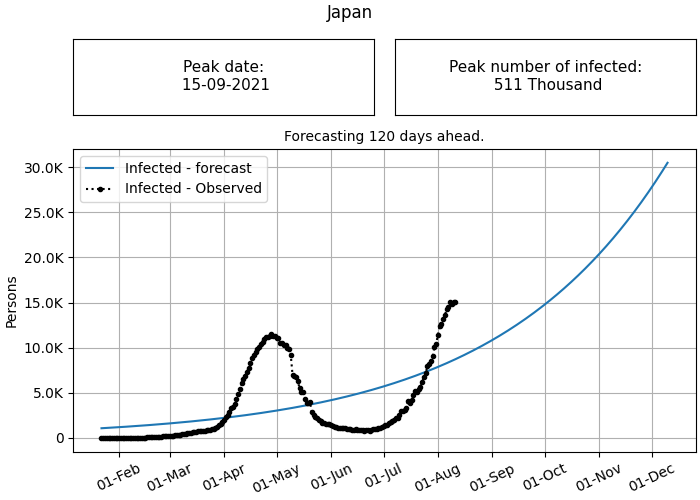 Japan
Peak date:
15-09-2021
Peak number of infected:
511 Thousand
Forecasting 120 days ahead.
Infected - forecast
Infected - Observed
30.0K
25.0K
20.0K
15.0K
10.0K
5.0K
0
Persons
01-Feb
01-Mar
01-Apr
01-May
01-Jun
01-Jul
01-Aug
01-Sep
01-Oct
01-Nov
01-Dec